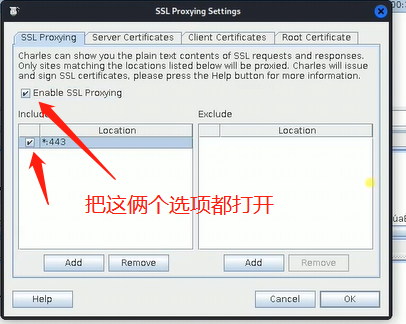 SSL Proxying Settings
SSL Proxying
Server Certificates
Client Certificates
Root Certificate
Charles can show you the plain text contents of SSL requests and responses.
Only sites matching the locations listed below will be proxied. Charles will issue
and sign SSL certificates, please press the Help button for more information.
Enable SSL Proxying
Include
Exclude
Location
Location
*:443
把这俩个选项都打开
Add
Remove
Add
Remove
Help
Cancel
OK